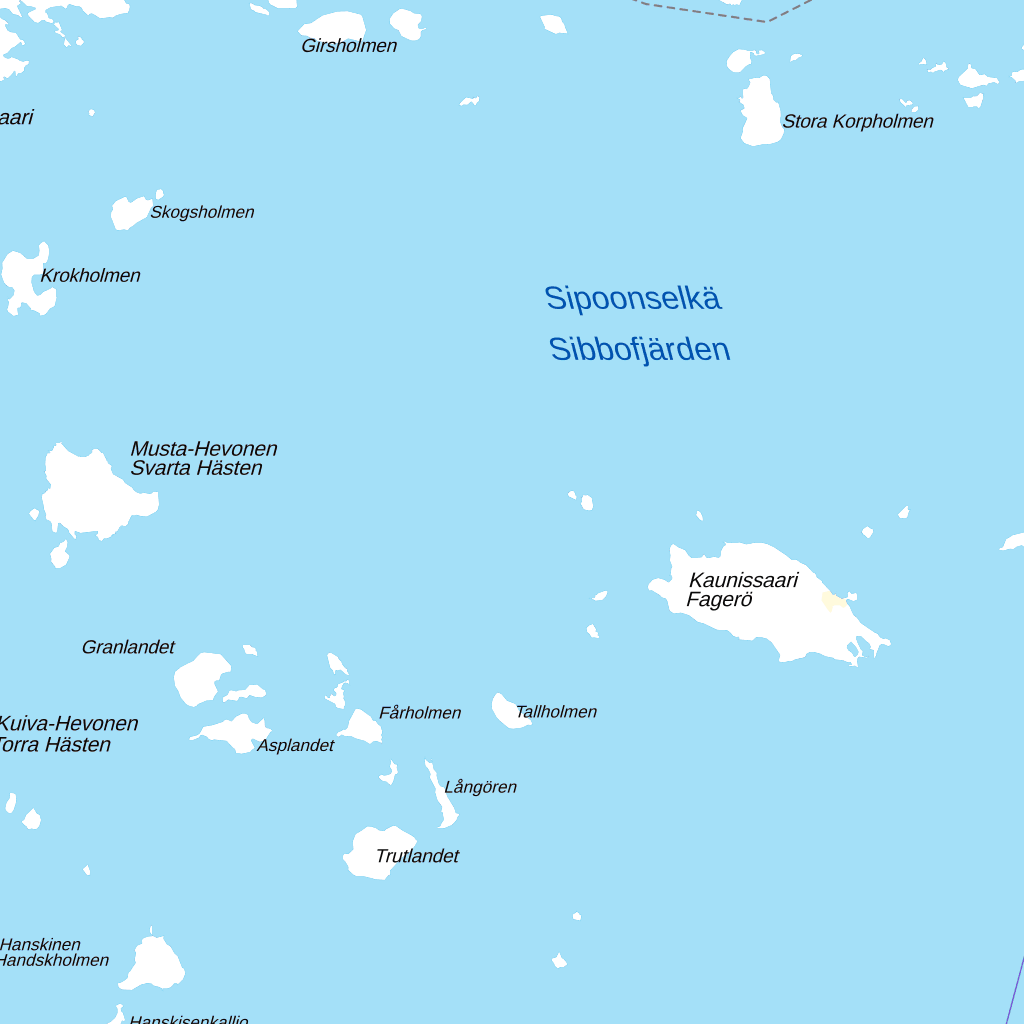 Girsholmen
aari
Stora Korpholmen
Skogsholmen
Krokholmen
Sipoonselkä
Sibbofjärden
Musta-Hevonen
Svarta Hästen
Kaunissaari
Fagerö
Granlandet
Fårholmen
Tallholmen
Kuiva-Hevonen
Torra Hästen
Asplandet
Långören
Trutlandet
Hanskinen
Handskholmen
Hanskisenkallio